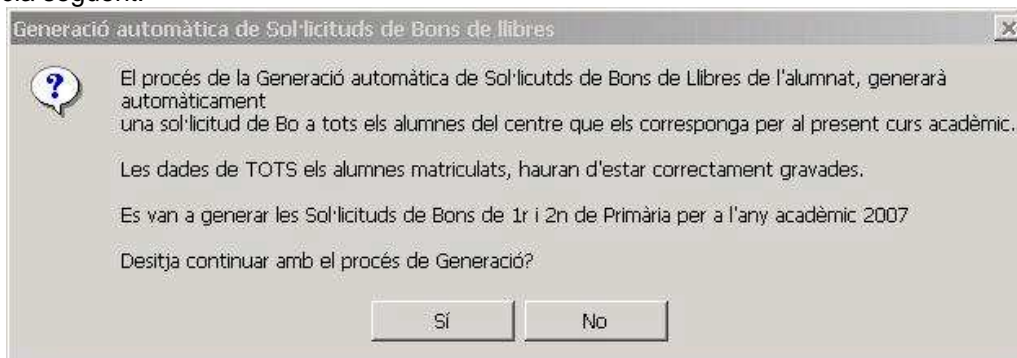 Generació automàtica de Sol·licituds de Bons de llibres
El procés de la Generació automàtica de Sol·licutds de Bons de Llibres de l'alumnat, generarà
automàticament
una sol·licitud de Bo a tots els alumnes del centre que els corresponga per al present curs acadèmic.
Les dades de TOTS els alumnes matriculats, hauran d'estar correctament gravades.
Es van a generar les Sol·licituds de Bons de 1r i 2n de Primària per a l'any acadèmic 2007
Desitja continuar amb el procés de Generació?
Sí No